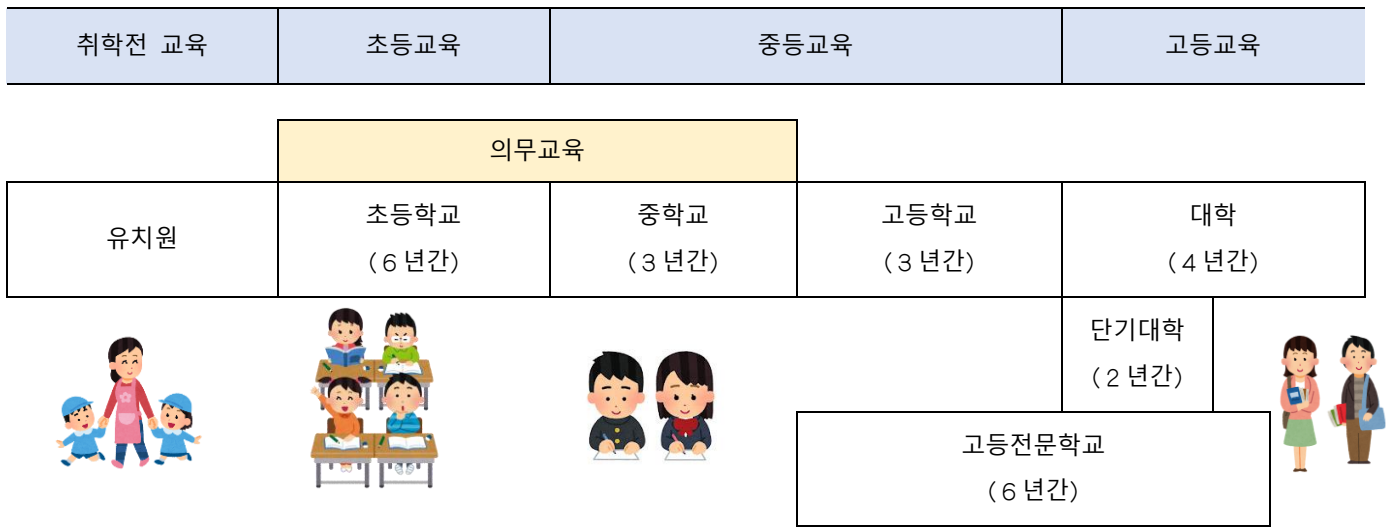 취학전 교육
초등교육
중등교육
고등교육
의무교육
유치원
초등학교
(6년간)
중학교
(3년간)
고등학교
(3년간)
대학
(4년간)
단기대학
(2년간)
고등전문학교
(6년간)